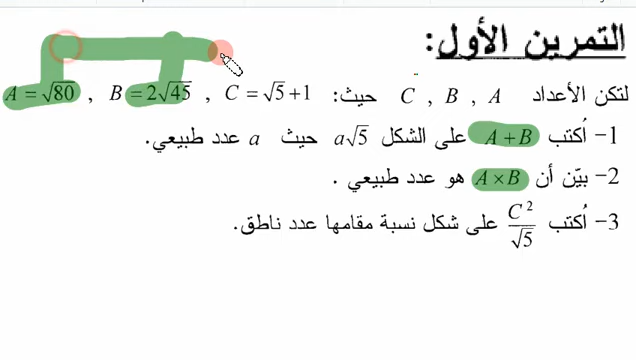 التمرين الأول:
لتكن الأعداد A , B , C حيث: A = √80 , B = 2√45 , C = √5 + 1
1- أُكتب A + B على الشكل a√5 حيث a عدد طبيعي.
2- بيّن أن A × B هو عدد طبيعي .
3- أُكتب C²/√5 على شكل نسبة مقامها عدد ناطق.